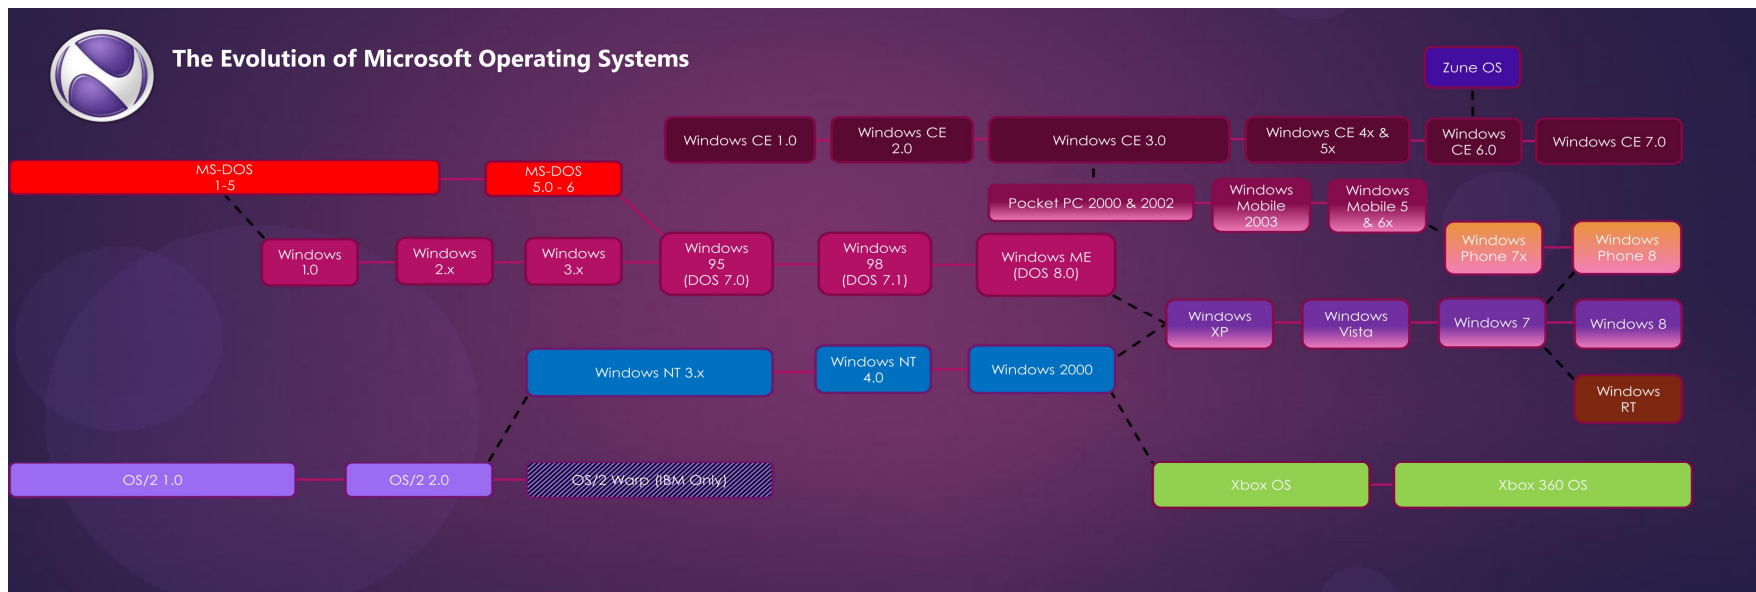 The Evolution of Microsoft Operating Systems
Zune OS
Windows CE 1.0
Windows CE
2.0
Windows CE 3.0
Windows CE 4x &
5x
Windows
CE 6.0
Windows CE 7.0
MS-DOS
1-5
MS-DOS
5.0 - 6
Pocket PC 2000 & 2002
Windows
Mobile
2003
Windows
Mobile 5
& 6x
Windows
Phone 7x
Windows
Phone 8
Windows
1.0
Windows
2.x
Windows
3.x
Windows
95
(DOS 7.0)
Windows
98
(DOS 7.1)
Windows ME
(DOS 8.0)
Windows
XP
Windows
Vista
Windows 7
Windows 8
Windows NT 3.x
Windows NT
4.0
Windows 2000
Windows
RT
OS/2 1.0
OS/2 2.0
OS/2 Warp (IBM Only)
Xbox OS
Xbox 360 OS